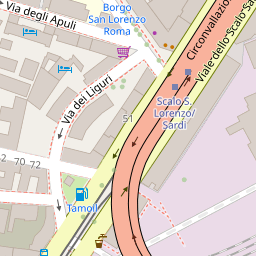 Via degli Apuli
Borgo
San Lorenzo
Roma
Circonvallazio
Viale dello Scalo Sa
Via dei Liguri
51
Scalo S.
Lorenzo/
Sardi
2 70 72
Tamoil